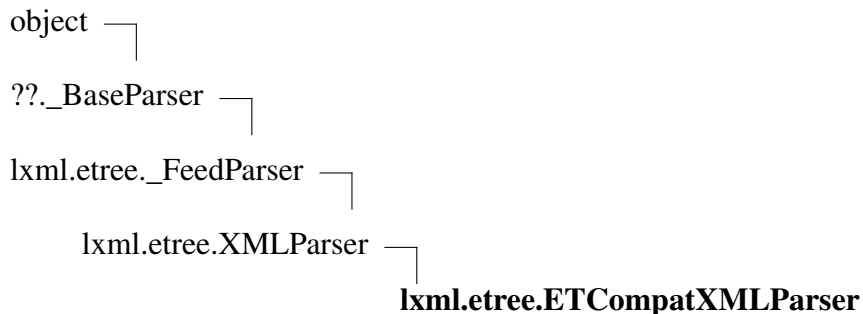 object
??._BaseParser
lxml.etree._FeedParser
lxml.etree.XMLParser
lxml.etree.ETCompatXMLParser